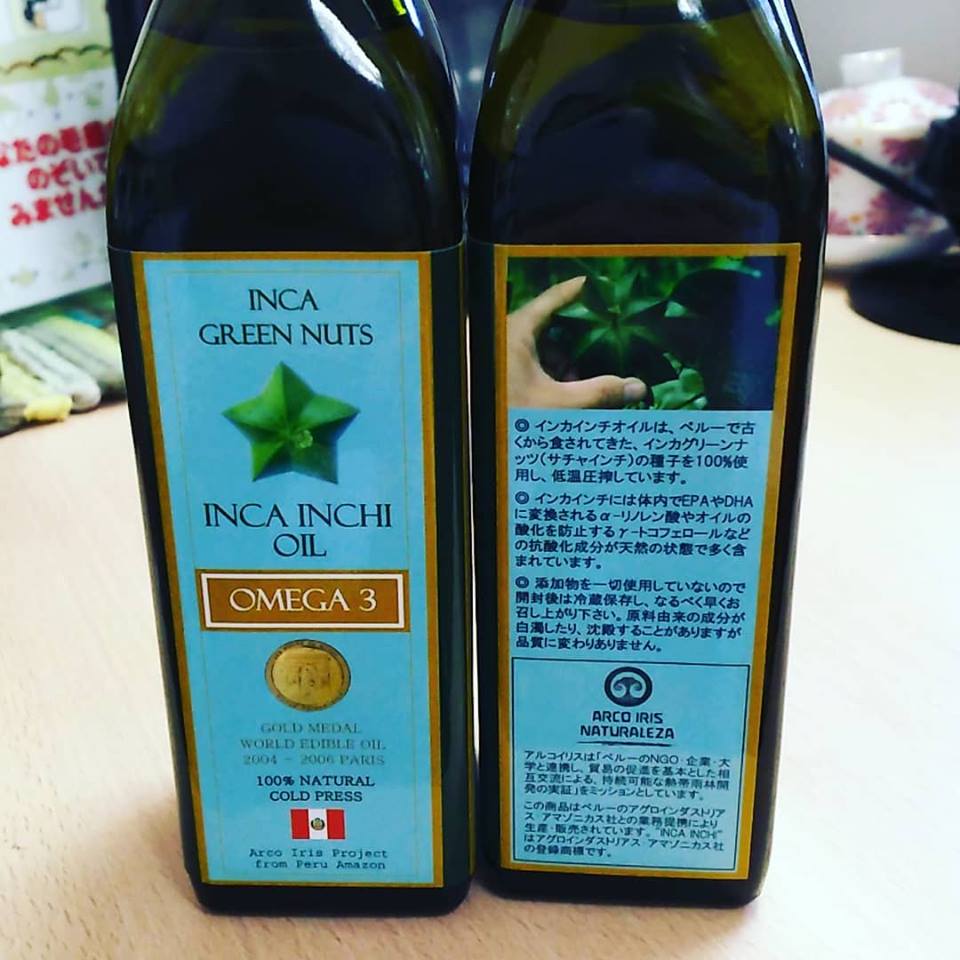 なたの毛細
のぞいて
みません
INCA
GREEN NUTS
INCA INCHI
OIL
OMEGA 3
GOLD MEDAL
WORLD EDIBLE OIL
2004 - 2006 PARIS
100% NATURAL
COLD PRESS
Arco Iris Project
from Peru Amazon
◎ インカインチオイルは、ペルーで古
くから食されてきた、インカグリーンナ
ッツ(サチャインチ)の種子を100%使
用し、低温圧搾しています。
◎ インカインチには体内でEPAやDHA
に変換されるα-リノレン酸やオイルの
酸化を防止するγ-トコフェロールなど
の抗酸化成分が天然の状態で多く含
まれています。
◎ 添加物を一切使用していないので
開封後は冷蔵保存し、なるべく早くお
召し上がり下さい。原料由来の成分が
白濁したり、沈殿することがありますが
品質に変わりありません。
ARCO IRIS
NATURALEZA
アルコイリスは「ペルーのNGO・企業・大
学と連携し、貿易の促進を基本とした相
互交流による、持続可能な熱帯雨林開
発の実証」をミッションとしています。
この商品はペルーのアグロインダストリア
ス アマゾニカス社との業務提携により
生産・販売されています。"INCA INCHI"
はアグロインダストリアス アマゾニカス社
の登録商標です。